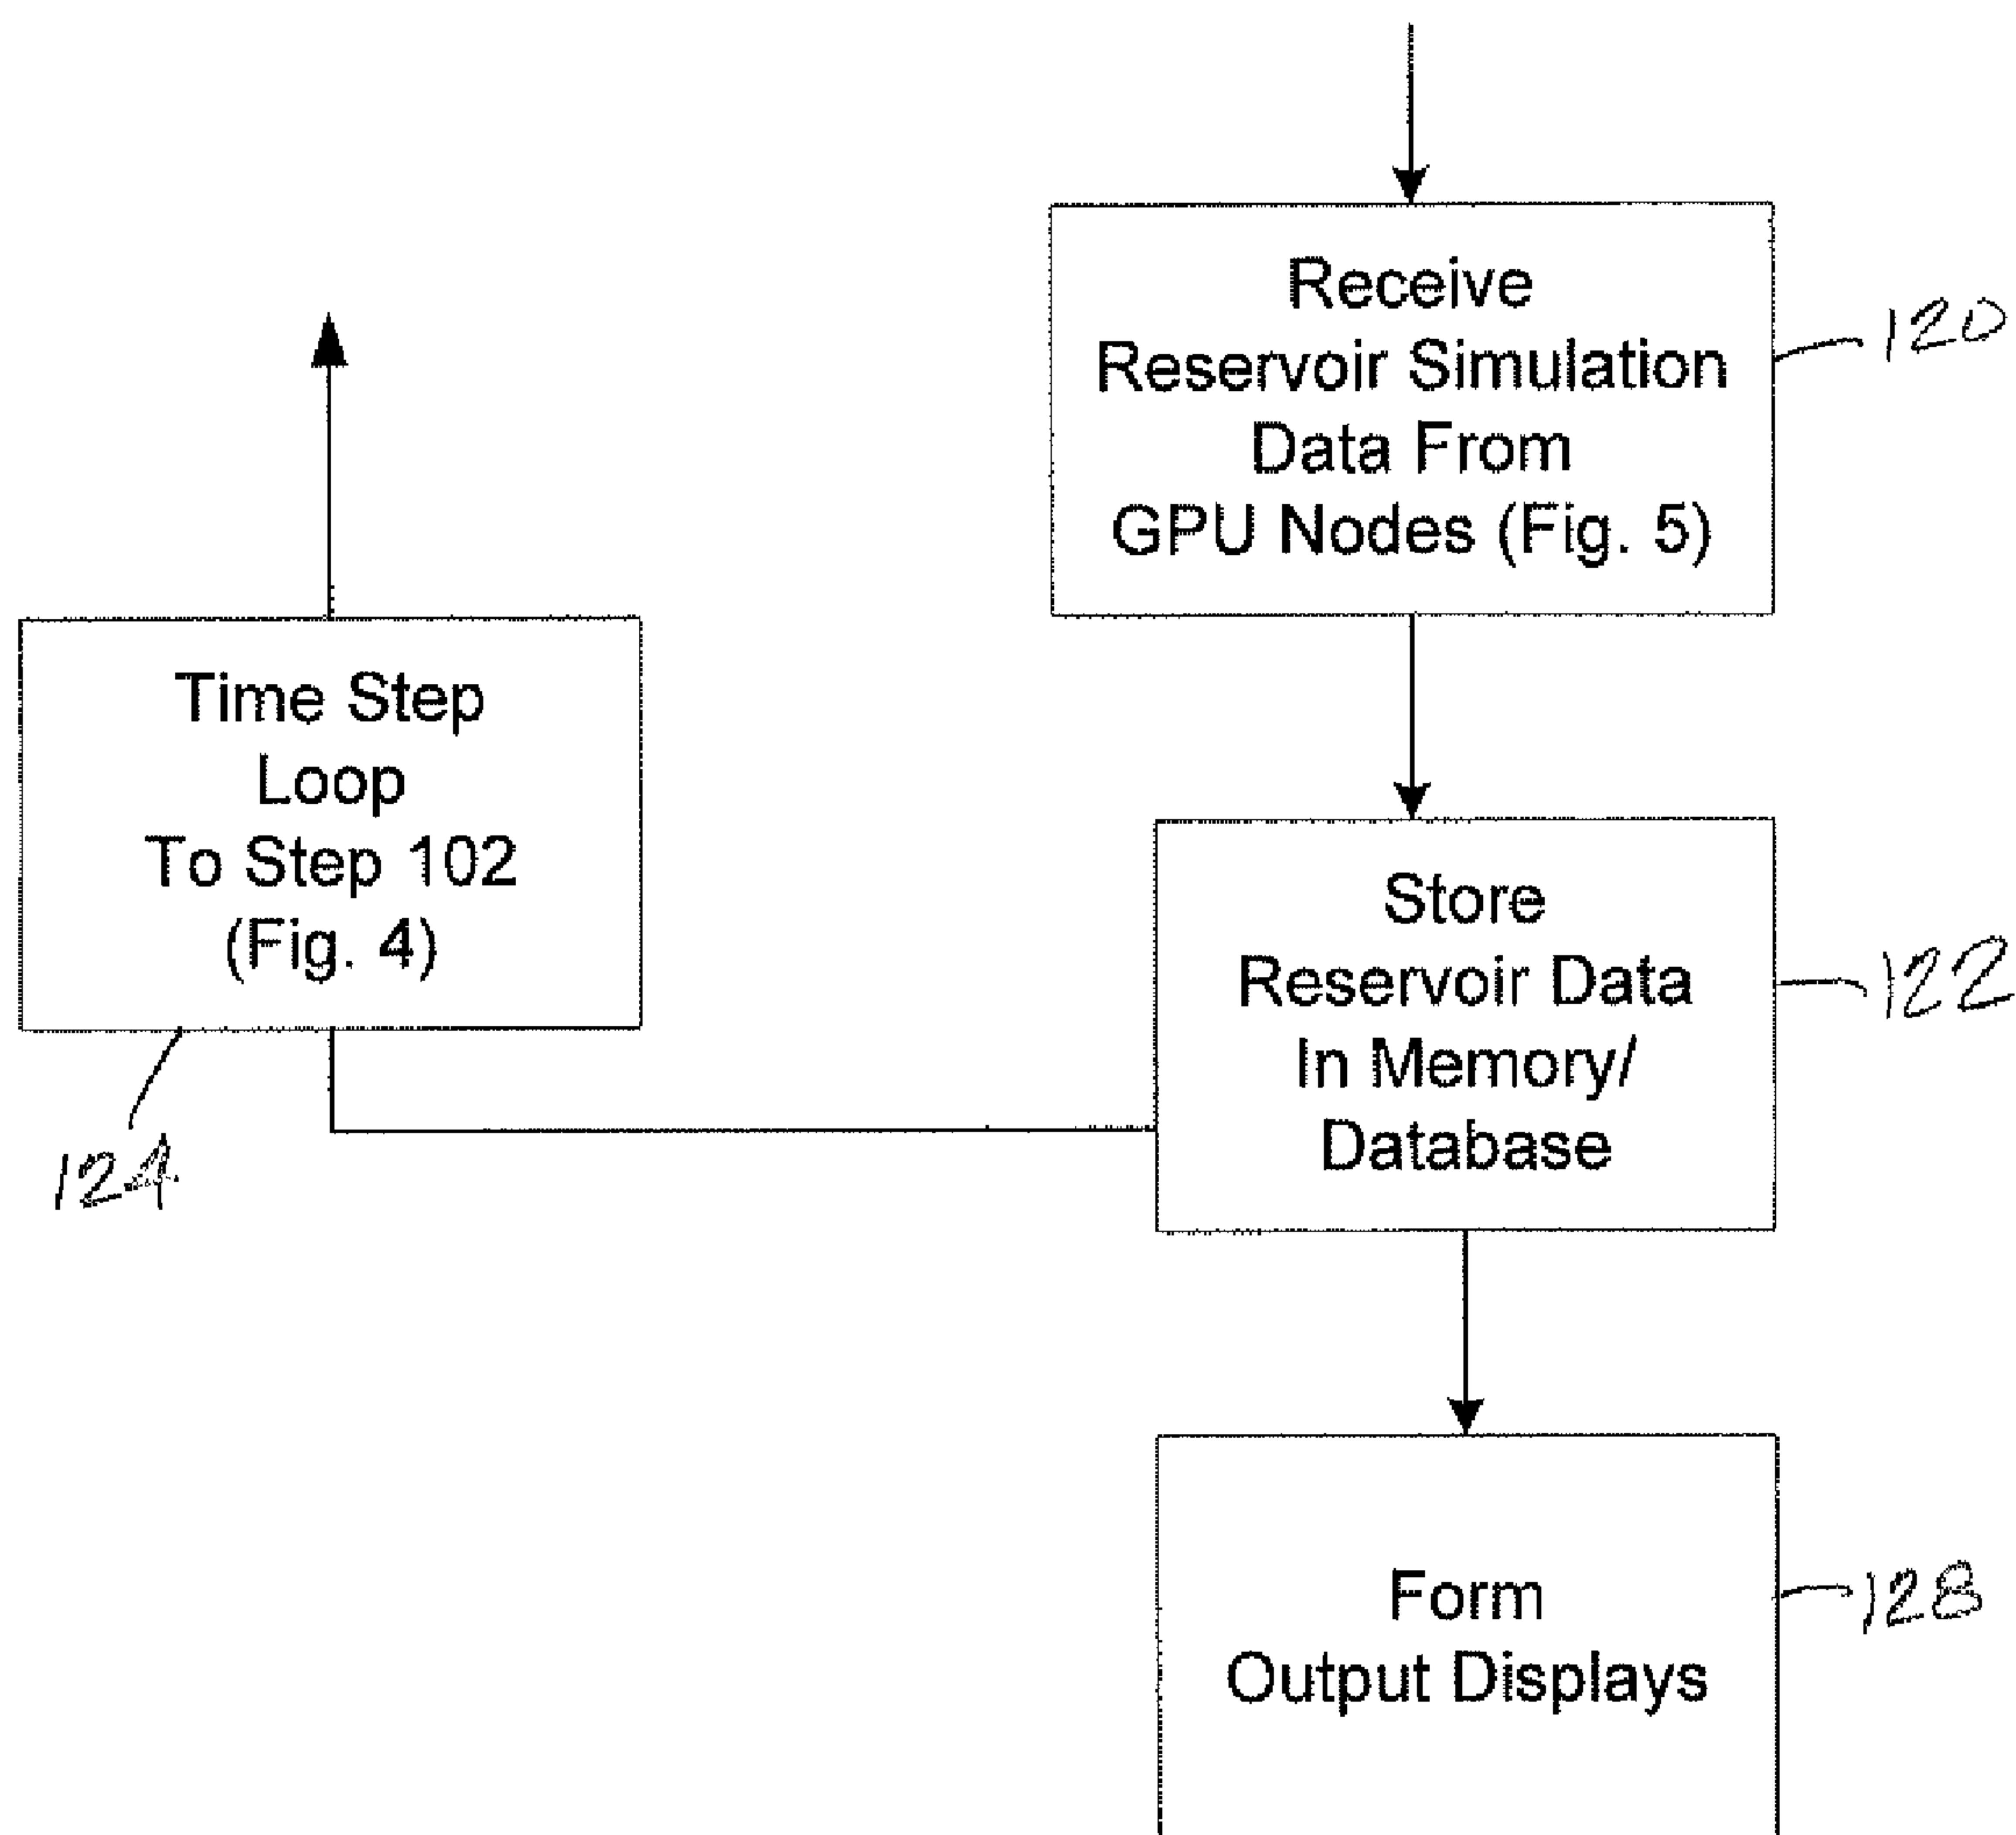 Receive
Reservoir Simulation
Data From
GPU Nodes (Fig. 5)
120
Time Step
Loop
To Step 102
(Fig. 4)
124
Store
Reservoir Data
In Memory/
Database
122
Form
Output Displays
128